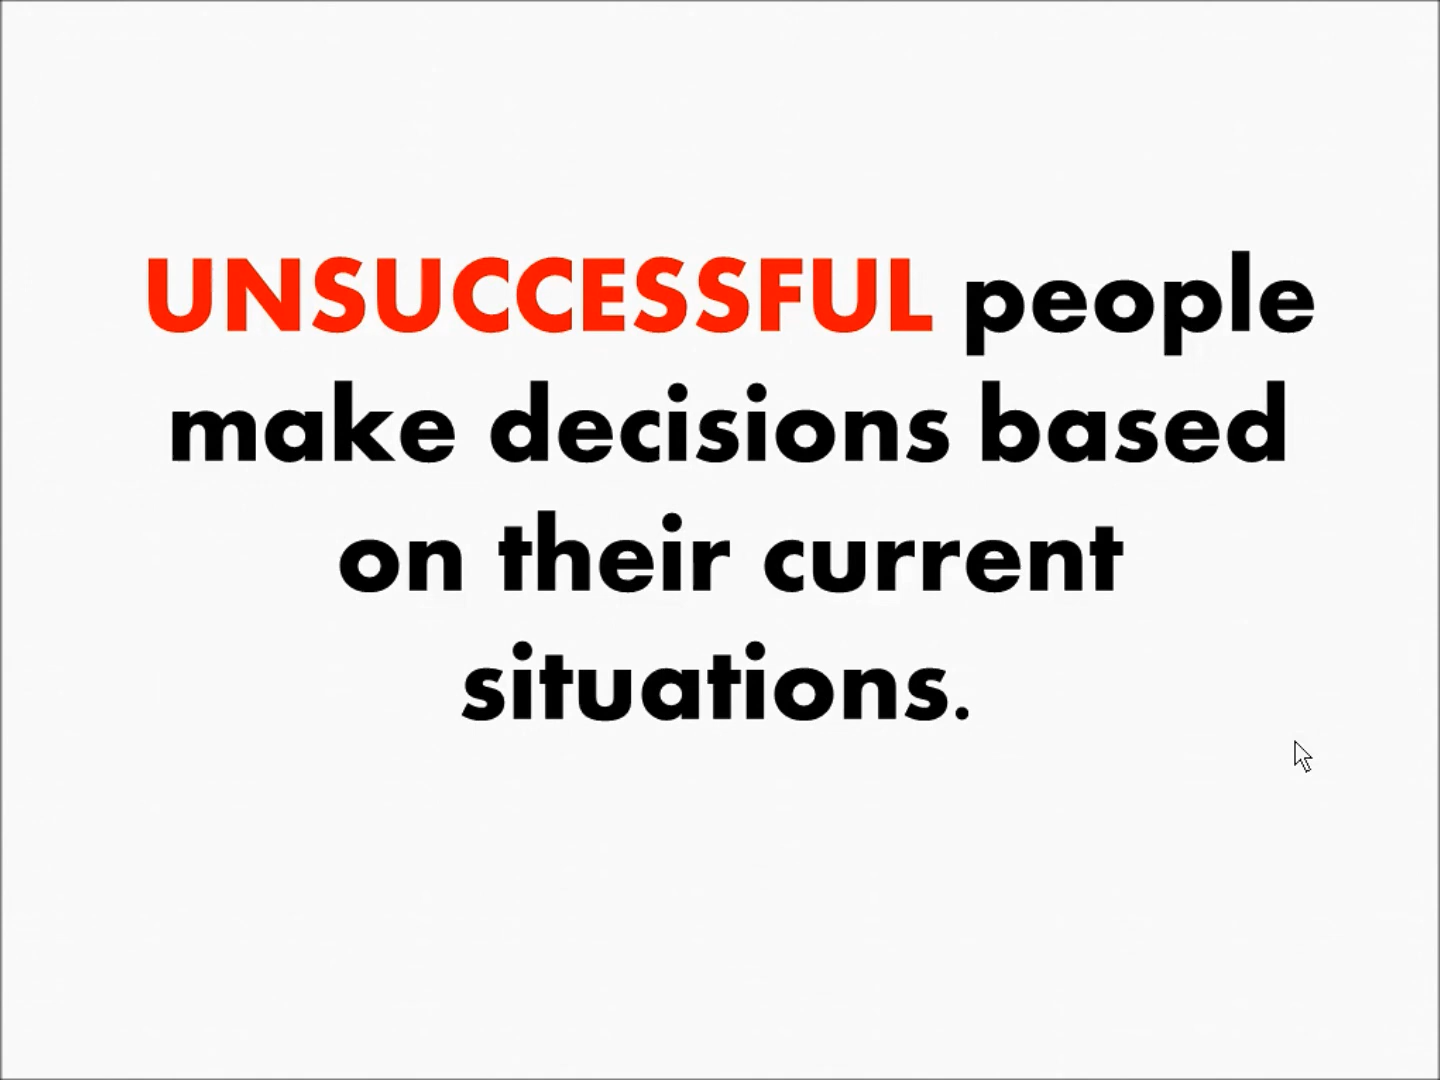 UNSUCCESSFUL people
make decisions based
on their current
situations.